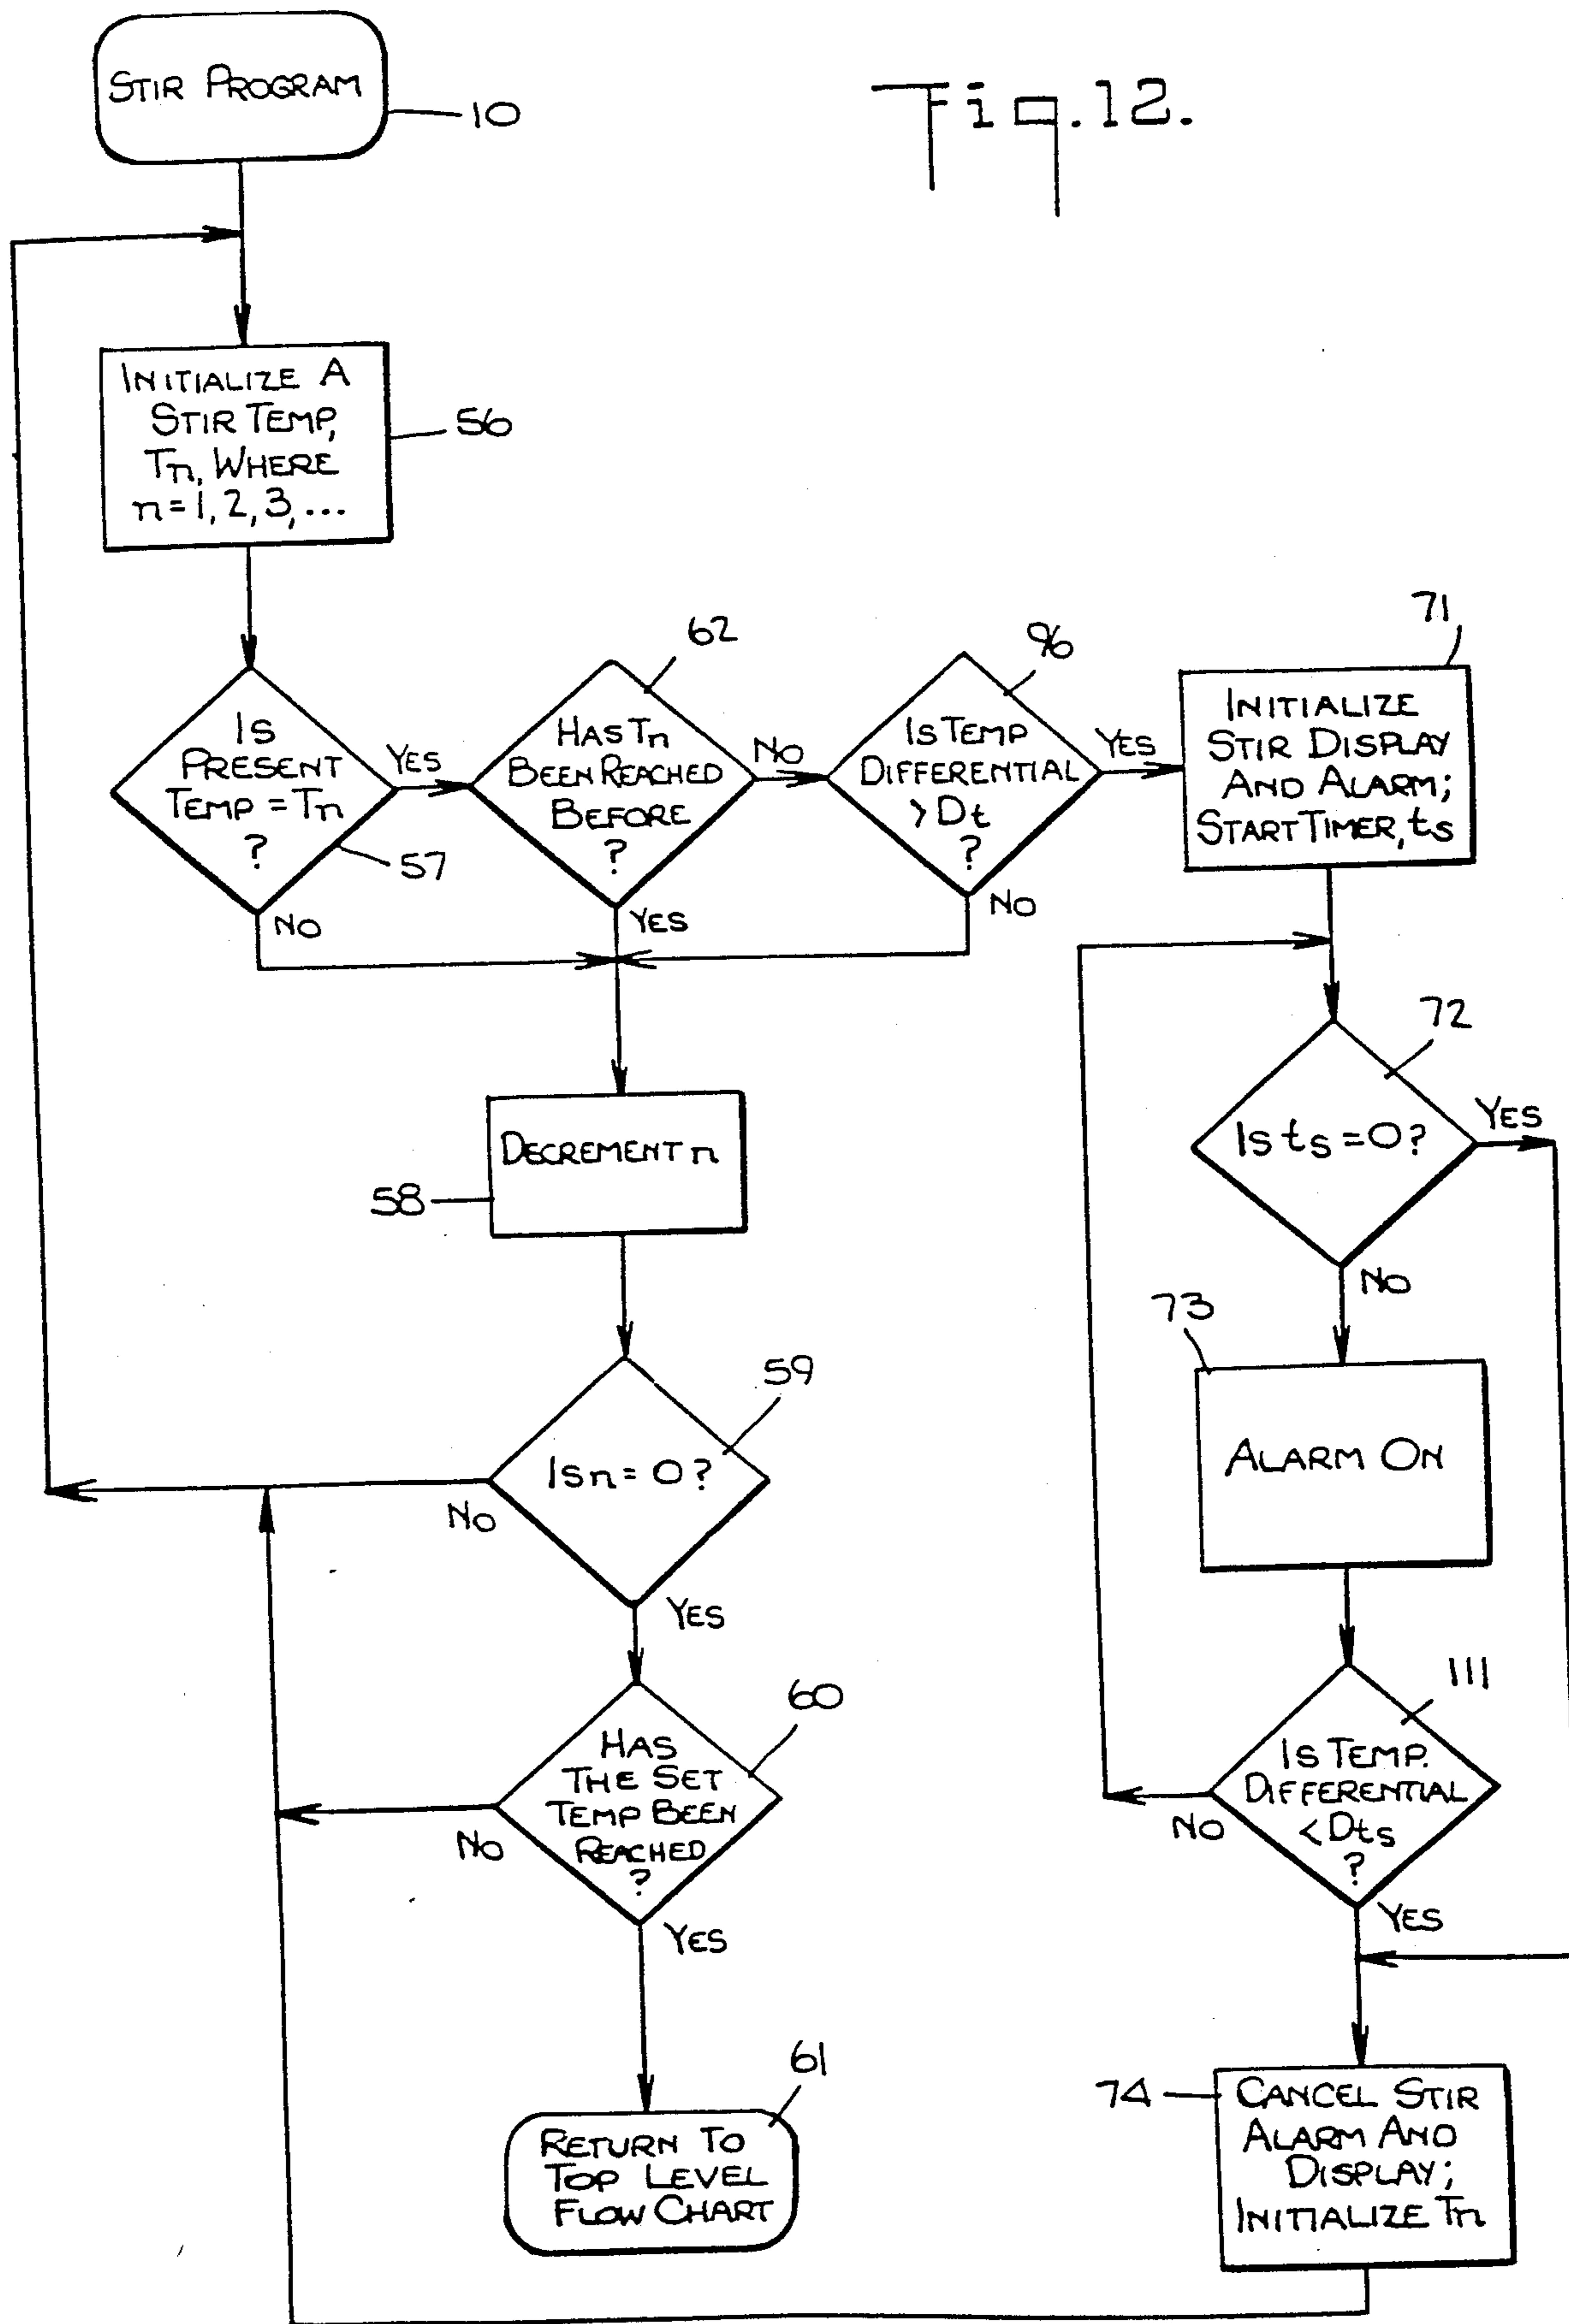 Fig. 12.
STIR PROGRAM
10
INITIALIZE A
STIR TEMP,
Tn, WHERE
n = 1, 2, 3, ...
56
IS
PRESENT
TEMP = Tn
?
57
YES
NO
62
HAS Tn
BEEN REACHED
BEFORE
?
NO
YES
96
IS TEMP
DIFFERENTIAL
> Dt
?
YES
NO
71
INITIALIZE
STIR DISPLAY
AND ALARM;
START TIMER, ts
72
IS ts = 0?
YES
NO
DECREMENT n
58
73
ALARM ON
59
IS n = 0?
NO
YES
111
IS TEMP.
DIFFERENTIAL
< Dts
?
NO
YES
60
HAS
THE SET
TEMP BEEN
REACHED
?
NO
YES
61
RETURN TO
TOP LEVEL
FLOW CHART
74
CANCEL STIR
ALARM AND
DISPLAY;
INITIALIZE Tn